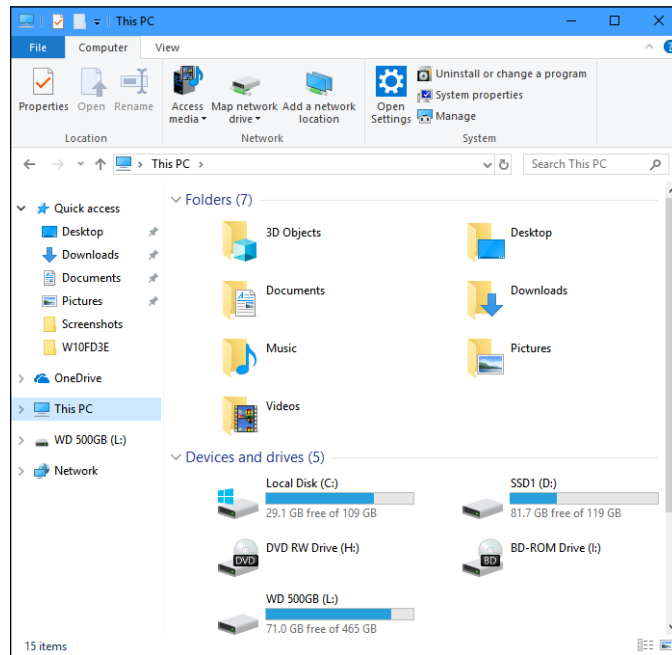 This PC
File Computer View
Properties Open Rename Access media Map network drive Add a network location Open Settings Uninstall or change a program
System properties
Manage
Location Network System
This PC Search This PC
Quick access
Desktop
Downloads
Documents
Pictures
Screenshots
W10FD3E
OneDrive
This PC
WD 500GB (L:)
Network
Folders (7)
3D Objects Desktop
Documents Downloads
Music Pictures
Videos
Devices and drives (5)
Local Disk (C:) SSD1 (D:)
29.1 GB free of 109 GB 81.7 GB free of 119 GB
DVD RW Drive (H:) BD-ROM Drive (I:)
DVD BD
WD 500GB (L:)
71.0 GB free of 465 GB
15 items